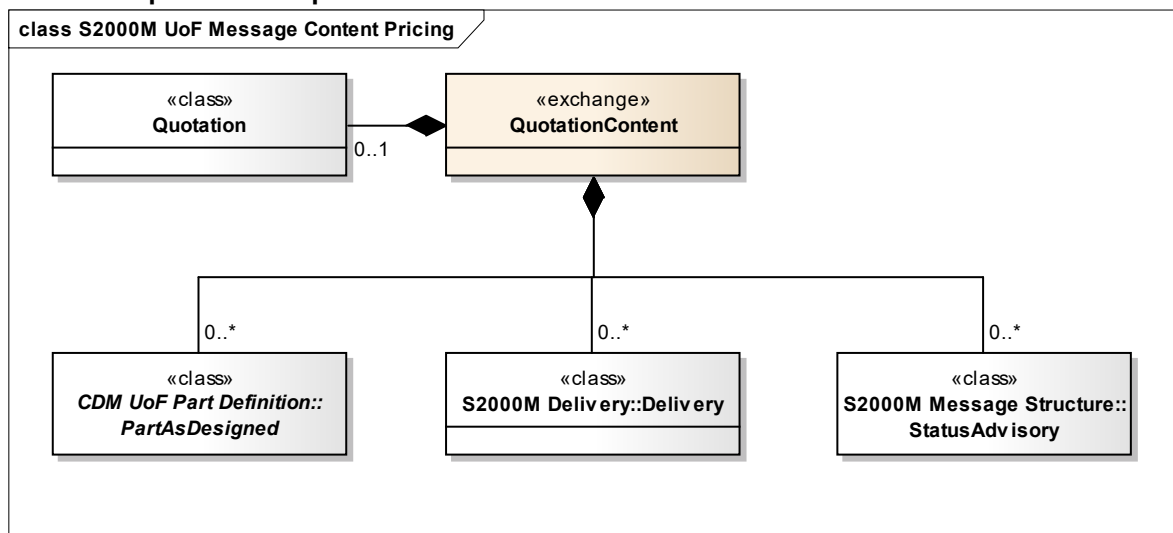 class S2000M UoF Message Content Pricing
«class»
Quotation
«exchange»
QuotationContent
0..1
0..*
0..*
0..*
«class»
CDM UoF Part Definition::
PartAsDesigned
«class»
S2000M Delivery::Delivery
«class»
S2000M Message Structure::
StatusAdvisory